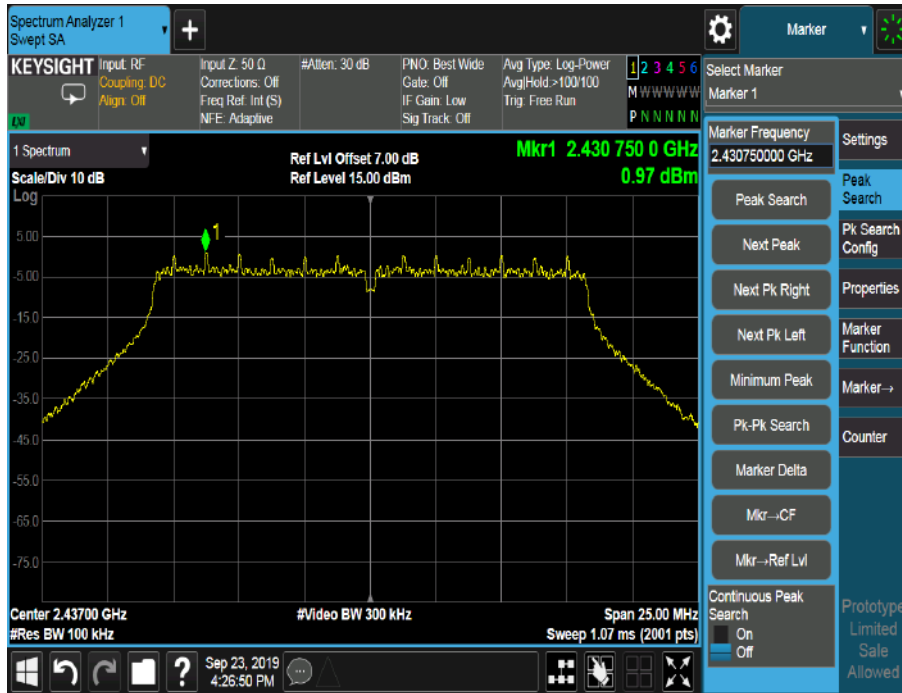 Spectrum Analyzer 1
Swept SA
+
Marker
KEYSIGHT
LXI
Input: RF
Coupling: DC
Align: Off
Input Z: 50 Ω
Corrections: Off
Freq Ref: Int (S)
NFE: Adaptive
#Atten: 30 dB
PNO: Best Wide
Gate: Off
IF Gain: Low
Sig Track: Off
Avg Type: Log-Power
Avg|Hold:>100/100
Trig: Free Run
1 2 3 4 5 6
M W W W W W
P N N N N N
Select Marker
Marker 1
1 Spectrum
Scale/Div 10 dB
Ref Lvl Offset 7.00 dB
Ref Level 15.00 dBm
Mkr1 2.430 750 0 GHz
0.97 dBm
Log
5.00
-5.00
-15.0
-25.0
-35.0
-45.0
-55.0
-65.0
-75.0
1
Center 2.43700 GHz
#Res BW 100 kHz
#Video BW 300 kHz
Span 25.00 MHz
Sweep 1.07 ms (2001 pts)
Marker Frequency
2.430750000 GHz
Peak Search
Next Peak
Next Pk Right
Next Pk Left
Minimum Peak
Pk-Pk Search
Marker Delta
Mkr→CF
Mkr→Ref Lvl
Continuous Peak
Search
On
Off
Settings
Peak
Search
Pk Search
Config
Properties
Marker
Function
Marker→
Counter
Prototype
Limited
Sale
Allowed
?
Sep 23, 2019
4:26:50 PM